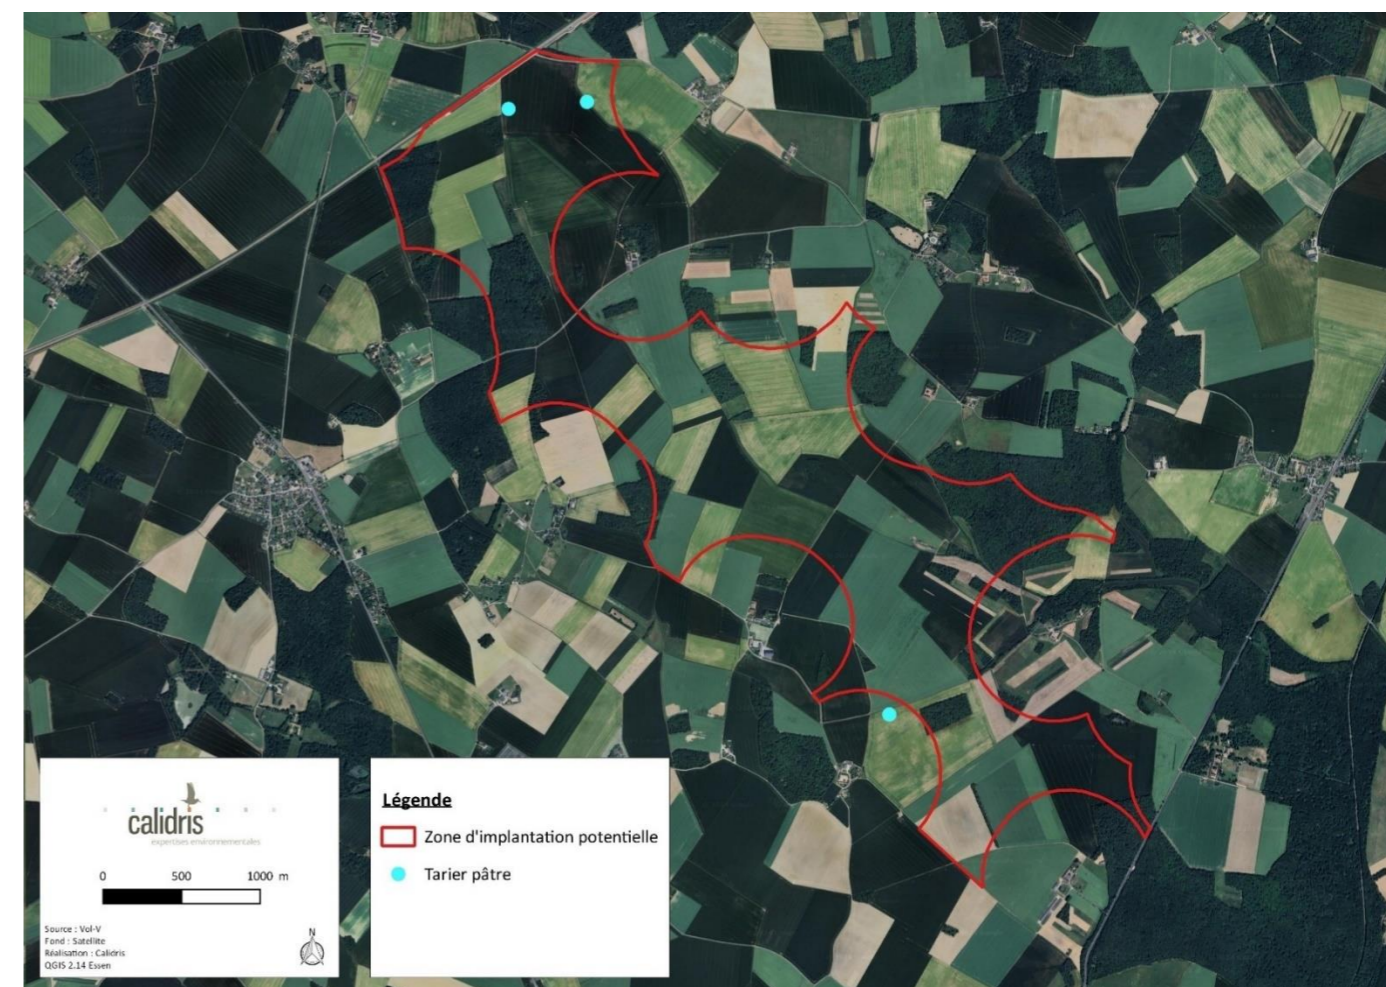 calidris
expertises environnementales
0 500 1000 m
Source : Vol-V
Fond : Satellite
Réalisation : Calidris
QGIS 2.14 Essen
N
Légende
Zone d'implantation potentielle
Tarier pâtre